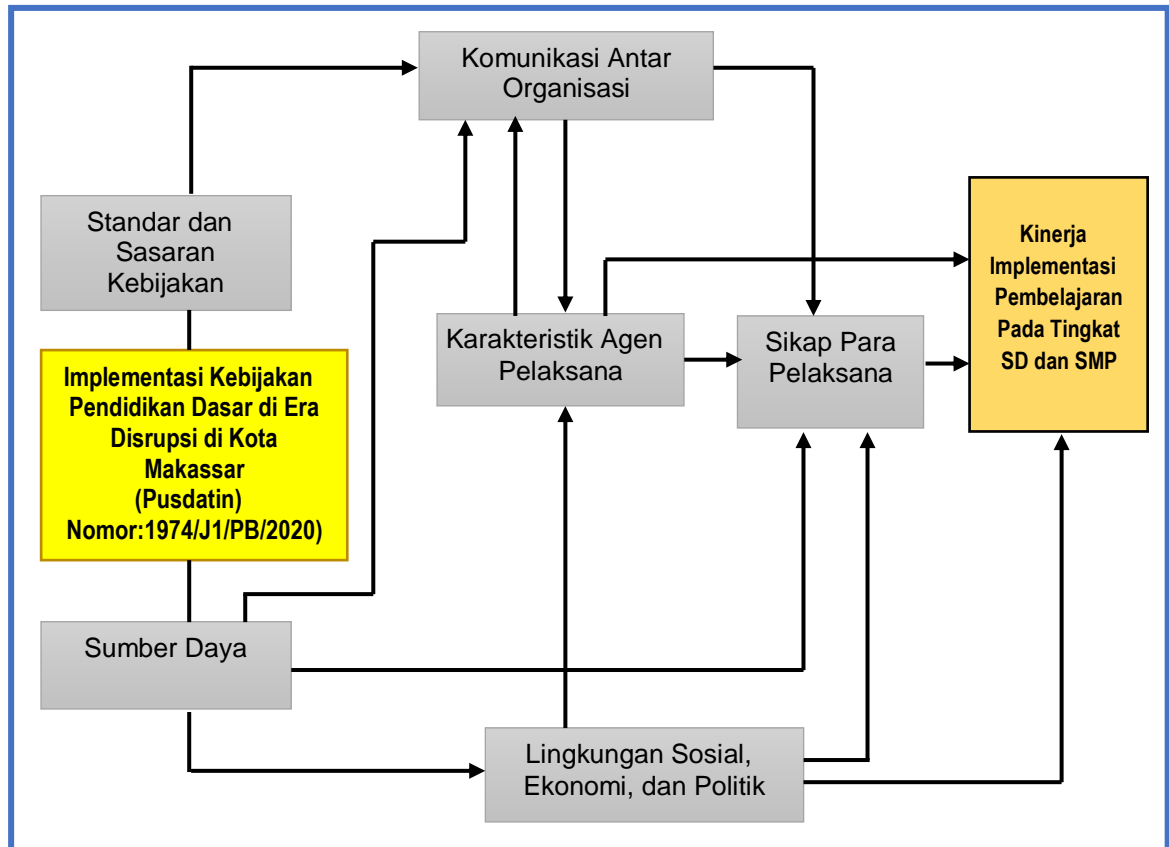 Komunikasi Antar
Organisasi
Standar dan
Sasaran
Kebijakan
Kinerja
Implementasi
Pembelajaran
Pada Tingkat
SD dan SMP
Karakteristik Agen
Pelaksana
Sikap Para
Pelaksana
Implementasi Kebijakan
Pendidikan Dasar di Era
Disrupsi di Kota
Makassar
(Pusdatin)
Nomor:1974/J1/PB/2020)
Sumber Daya
Lingkungan Sosial,
Ekonomi, dan Politik